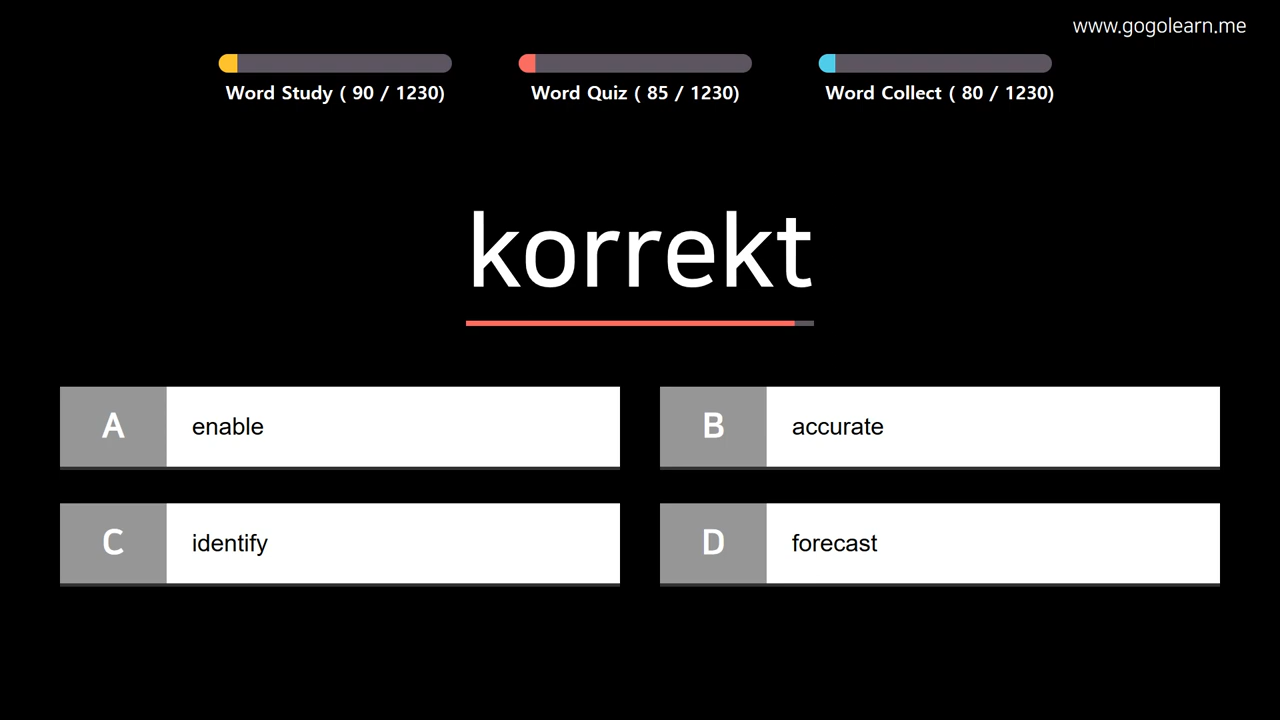 www.gogolearn.me
Word Study ( 90 / 1230)
Word Quiz ( 85 / 1230)
Word Collect ( 80 / 1230)
korrekt
A enable
B accurate
C identify
D forecast